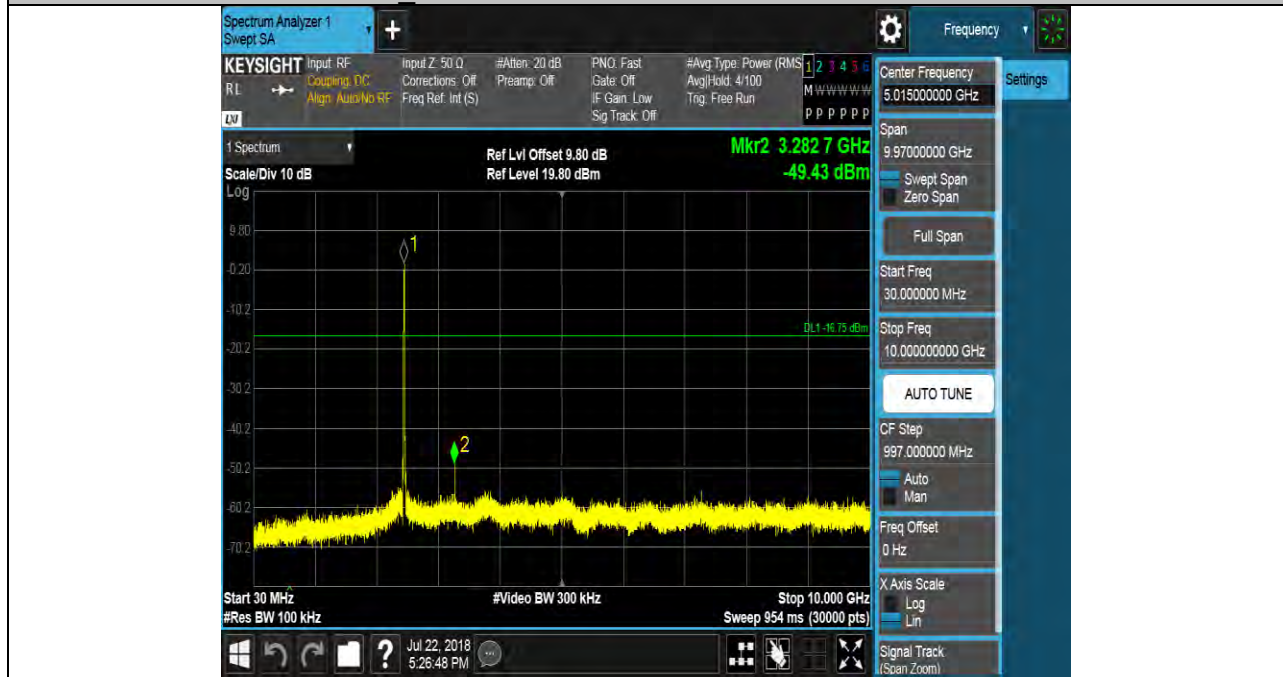 Spectrum Analyzer 1
Swept SA
+
Frequency
KEYSIGHT
RL
LXI
Input: RF
Coupling: DC
Align: Auto/No RF
Input Z: 50 Ω
Corrections: Off
Freq Ref: Int (S)
#Atten: 20 dB
Preamp: Off
PNO: Fast
Gate: Off
IF Gain: Low
Sig Track: Off
#Avg Type: Power (RMS
Avg|Hold: 4/100
Trig: Free Run
1 2 3 4 5 6
M W W W W W
P P P P P P
Center Frequency
5.015000000 GHz
Settings
1 Spectrum
Scale/Div 10 dB
Ref Lvl Offset 9.80 dB
Ref Level 19.80 dBm
Mkr2 3.282 7 GHz
-49.43 dBm
Span
9.97000000 GHz
Swept Span
Zero Span
Full Span
Log
9.80
-0.20
-10.2
-20.2
-30.2
-40.2
-50.2
-60.2
-70.2
1
2
DL1 -16.75 dBm
Start Freq
30.000000 MHz
Stop Freq
10.000000000 GHz
AUTO TUNE
CF Step
997.000000 MHz
Auto
Man
Freq Offset
0 Hz
X Axis Scale
Log
Lin
Signal Track
(Span Zoom)
Start 30 MHz
#Res BW 100 kHz
#Video BW 300 kHz
Stop 10.000 GHz
Sweep 954 ms (30000 pts)
?
Jul 22, 2018
5:26:48 PM